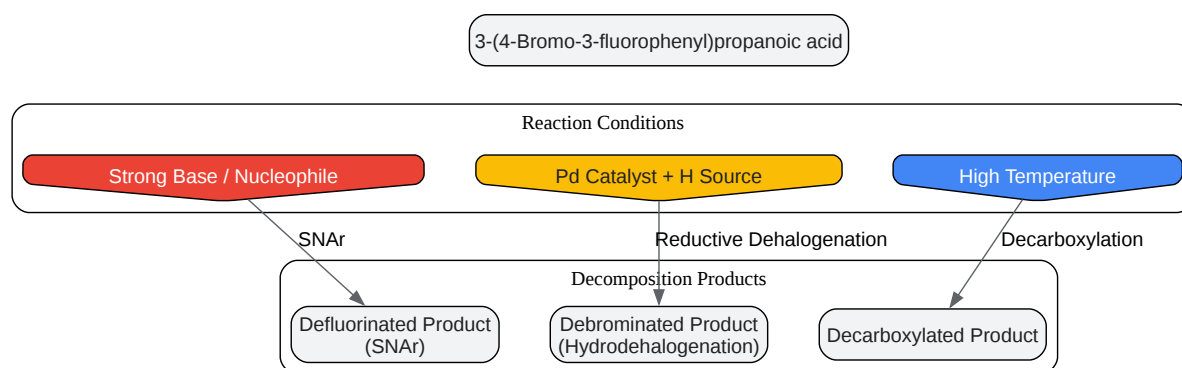 3-(4-Bromo-3-fluorophenyl)propanoic acid
Reaction Conditions
Strong Base / Nucleophile
Pd Catalyst + H Source
High Temperature
SNAr
Reductive Dehalogenation
Decarboxylation
Decomposition Products
Defluorinated Product
(SNAr)
Debrominated Product
(Hydrodehalogenation)
Decarboxylated Product